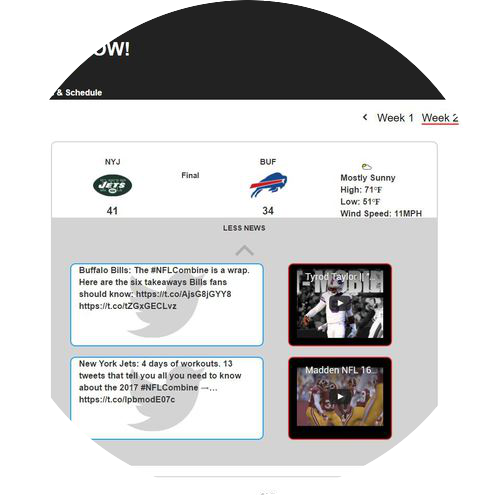 OW!
& Schedule
Week 1 Week 2
NYJ
BUF
Final
JETS
41
34
Mostly Sunny
High: 71°F
Low: 51°F
Wind Speed: 11MPH
LESS NEWS
Buffalo Bills: The #NFLCombine is a wrap.
Here are the six takeaways Bills fans
should know: https://t.co/AjsG8jGYY8
https://t.co/tZGxGECLvz
Tyrod Taylor ||
New York Jets: 4 days of workouts. 13
tweets that tell you all you need to know
about the 2017 #NFLCombine →…
https://t.co/lpbmodE07c
Madden NFL 16...